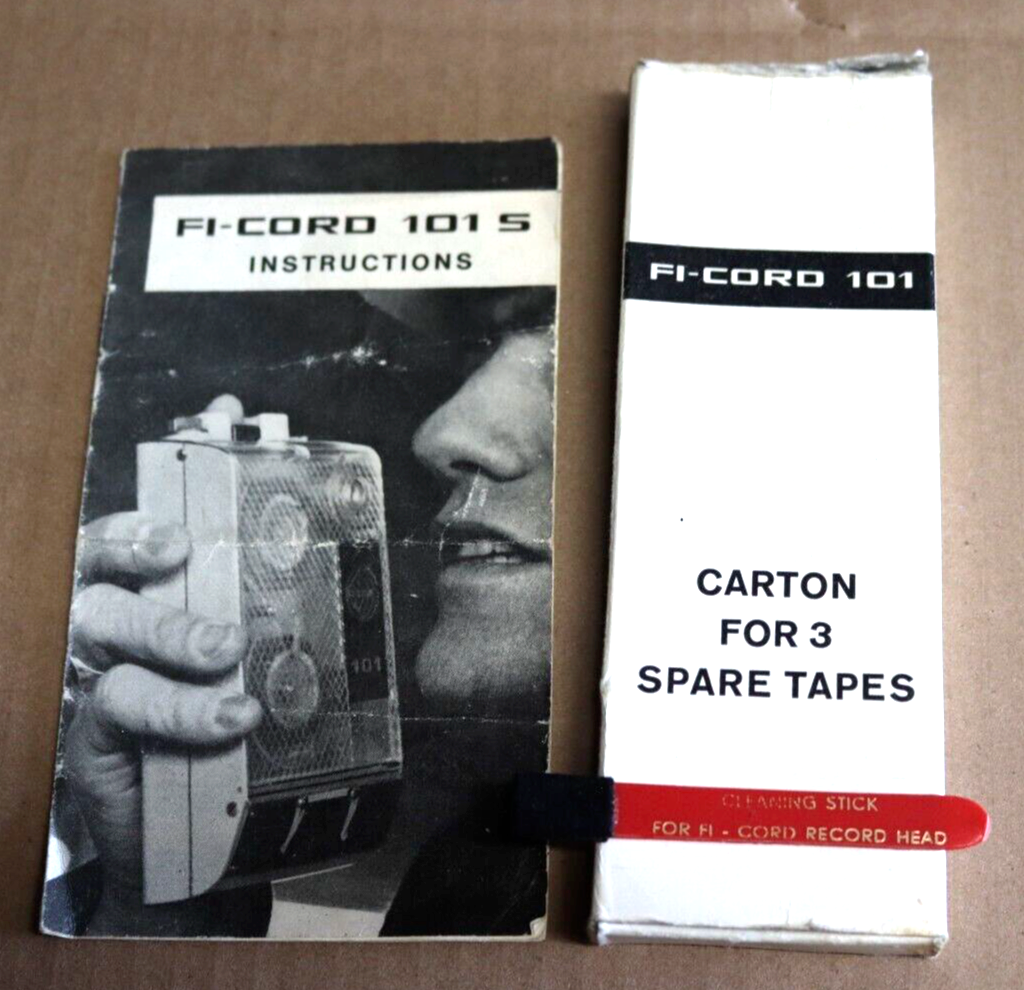 FI-CORD 101 S
INSTRUCTIONS
101
FI-CORD 101
CARTON
FOR 3
SPARE TAPES
CLEANING STICK
FOR FI - CORD RECORD HEAD